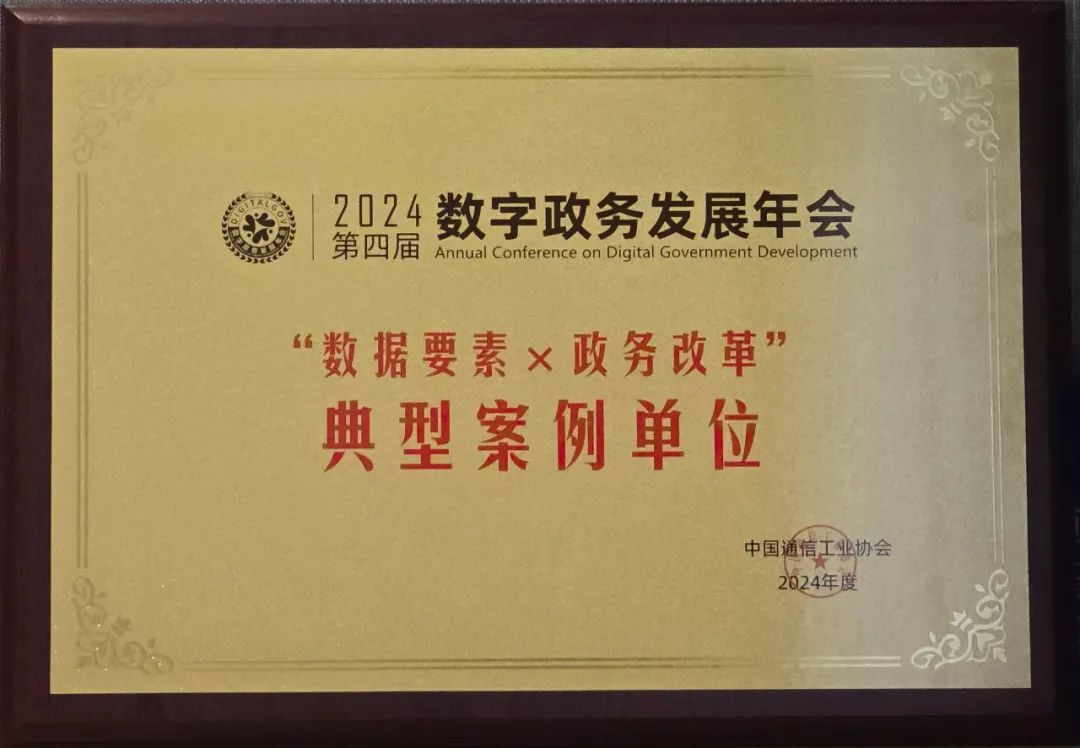 DIGITALGOV
2024
第四届
数字政务发展年会
Annual Conference on Digital Government Development
“数据要素×政务改革”
典型案例单位
中国通信工业协会
2024年度